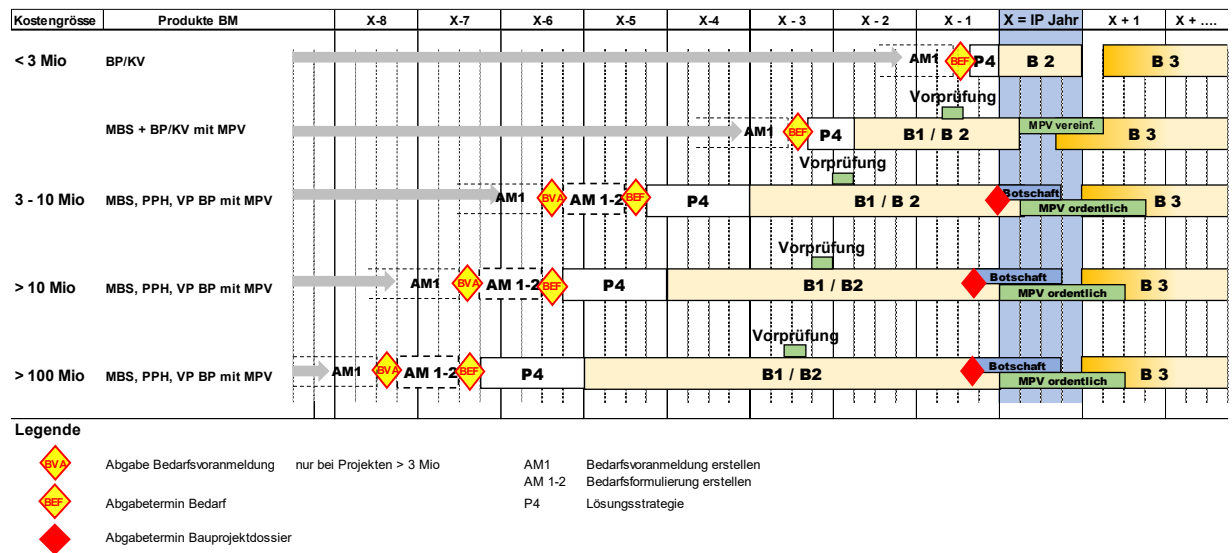 Kostengrösse Produkte BM X-8 X-7 X-6 X-5 X-4 X - 3 X - 2 X - 1 X = IP Jahr X + 1 X + ....
< 3 Mio BP/KV AM1 BEF P4 B 2 B 3
Vorprüfung
MBS + BP/KV mit MPV AM1 BEF P4 B1 / B 2 MPV vereinf. B 3
Vorprüfung
3 - 10 Mio MBS, PPH, VP BP mit MPV AM1 BVA AM 1-2 BEF P4 B1 / B 2 Botschaft B 3
MPV ordentlich
Vorprüfung
> 10 Mio MBS, PPH, VP BP mit MPV AM1 BVA AM 1-2 BEF P4 B1 / B2 Botschaft B 3
MPV ordentlich
Vorprüfung
> 100 Mio MBS, PPH, VP BP mit MPV AM1 BVA AM 1-2 BEF P4 B1 / B2 Botschaft B 3
MPV ordentlich
Legende
BVA Abgabe Bedarfsvoranmeldung nur bei Projekten > 3 Mio AM1 Bedarfsvoranmeldung erstellen
AM 1-2 Bedarfsformulierung erstellen
BEF Abgabetermin Bedarf P4 Lösungsstrategie
Abgabetermin Bauprojektdossier